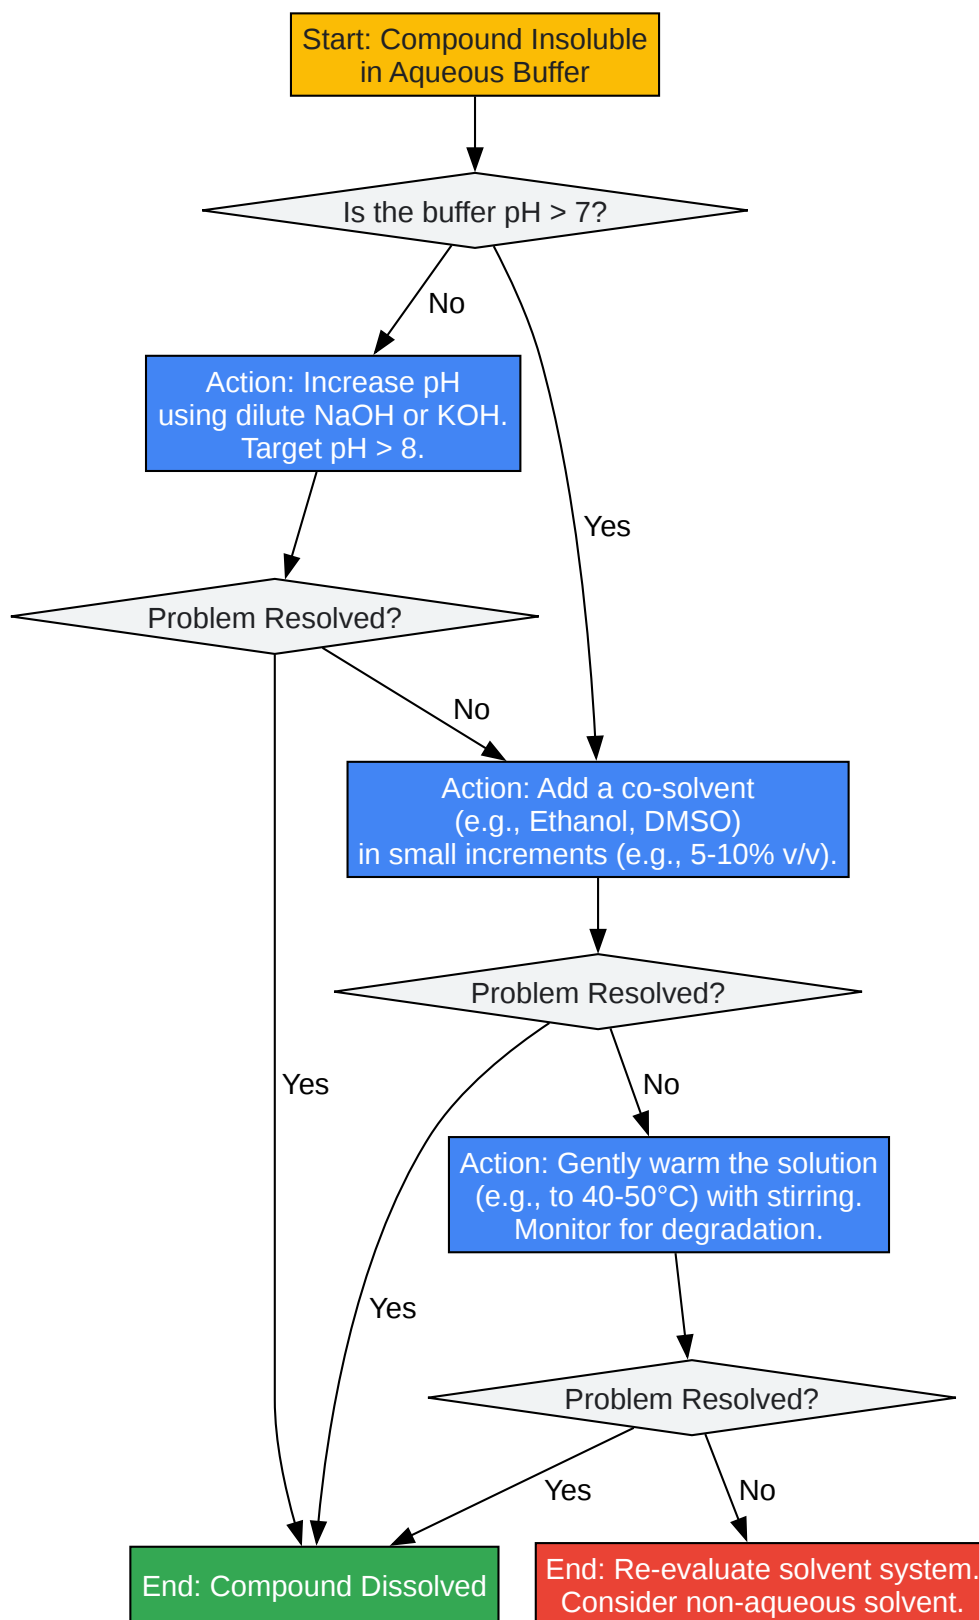 Start: Compound Insoluble
in Aqueous Buffer
Is the buffer pH > 7?
No
Action: Increase pH
using dilute NaOH or KOH.
Target pH > 8.
Yes
Problem Resolved?
No
Action: Add a co-solvent
(e.g., Ethanol, DMSO)
in small increments (e.g., 5-10% v/v).
Problem Resolved?
Yes
No
Action: Gently warm the solution
(e.g., to 40-50°C) with stirring.
Monitor for degradation.
Yes
Problem Resolved?
Yes
No
End: Compound Dissolved
End: Re-evaluate solvent system.
Consider non-aqueous solvent.